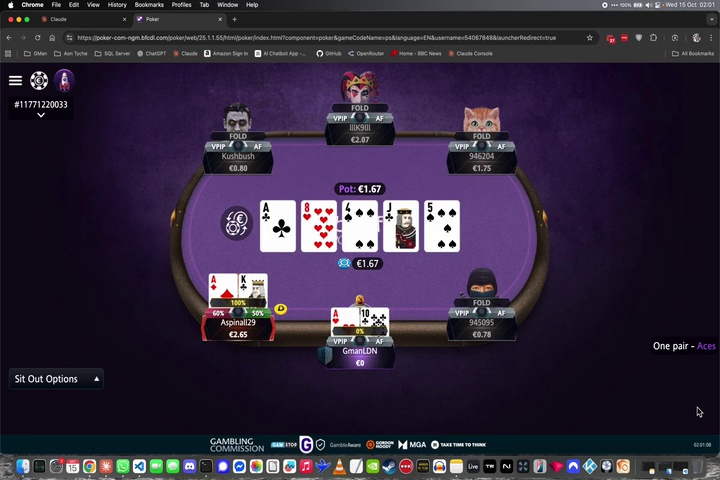 Chrome File Edit View History Bookmarks Profiles Tab Window Help
100%
Wed 15 Oct 02:01
Claude
Poker
https://poker-com-ngm.bfcdl.com/poker/web/25.1.1.55/html/poker/index.html?component=poker&gameCodeName=ps&language=EN&username=54067848&launcherRedirect=true
GMan Aon Tyche SQL Server ChatGPT Claude Amazon Sign In AI Chatbot App -... GitHub OpenRouter Home - BBC News Claude Console All Bookmarks
#11771220033
FOLD
VPIP AF
lllK9lll
€2.07
FOLD
VPIP AF
Kushbush
€0.80
FOLD
VPIP AF
946204
€1.75
Pot: €1.67
A 8 4 J 5
€1.67
A K
100%
60% 50%
Aspinall29
€2.65
D
A 10
0%
VPIP AF
GmanLDN
€0
FOLD
VPIP AF
945095
€0.78
One pair - Aces
Sit Out Options
GAMBLING COMMISSION
GAMSTOP
G
GambleAware
GORDON MOODY
MGA
TAKE TIME TO THINK
02:01:08